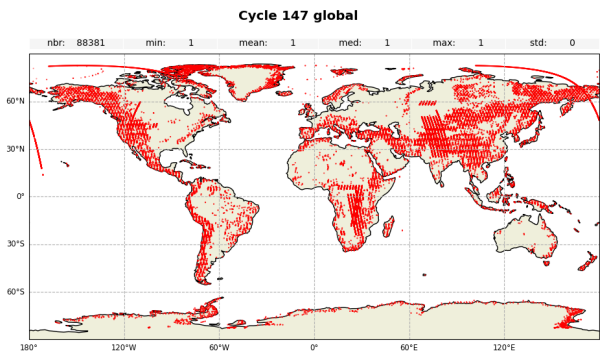 Cycle 147 global
nbr: 88381 min: 1 mean: 1 med: 1 max: 1 std: 0
60°N
30°N
0°
30°S
60°S
180° 120°W 60°W 0° 60°E 120°E